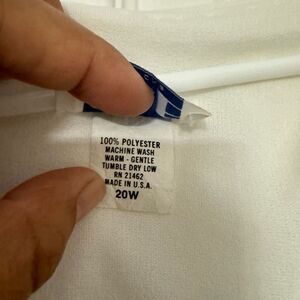 100% POLYESTER
MACHINE WASH
WARM - GENTLE
TUMBLE DRY LOW
RN 21462
MADE IN U.S.A.
20W